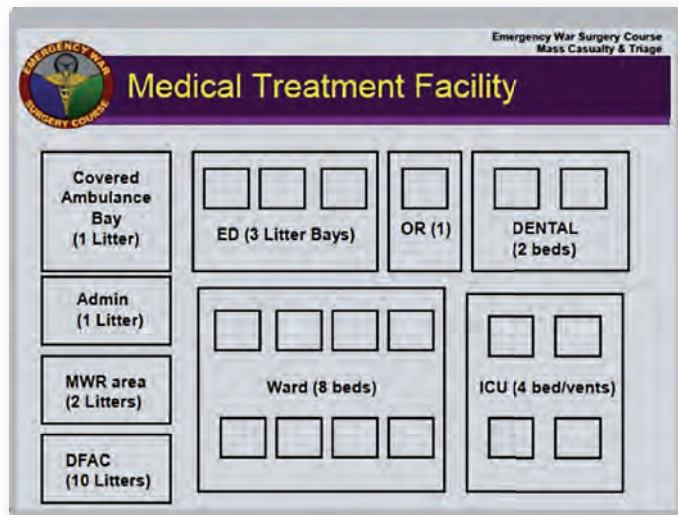 Emergency War Surgery Course
Mass Casualty & Triage
EMERGENCY WAR
SURGERY COURSE
Medical Treatment Facility
Covered
Ambulance
Bay
(1 Litter)
ED (3 Litter Bays)
OR (1)
DENTAL
(2 beds)
Admin
(1 Litter)
MWR area
(2 Litters)
DFAC
(10 Litters)
Ward (8 beds)
ICU (4 bed/vents)